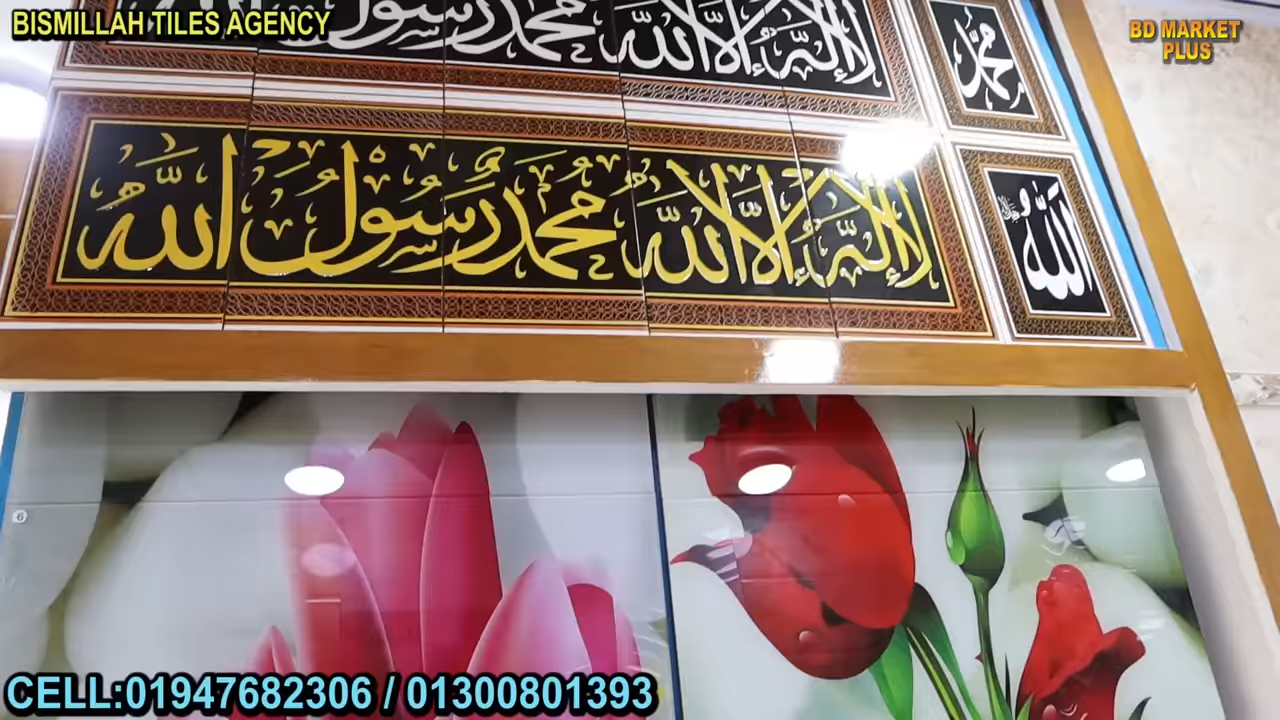 BISMILLAH TILES AGENCY
BD MARKET
PLUS
لا إله إلا الله محمد رسول الله
محمد
لا إله إلا الله محمد رسول الله
الله
6
CELL:01947682306 / 01300801393